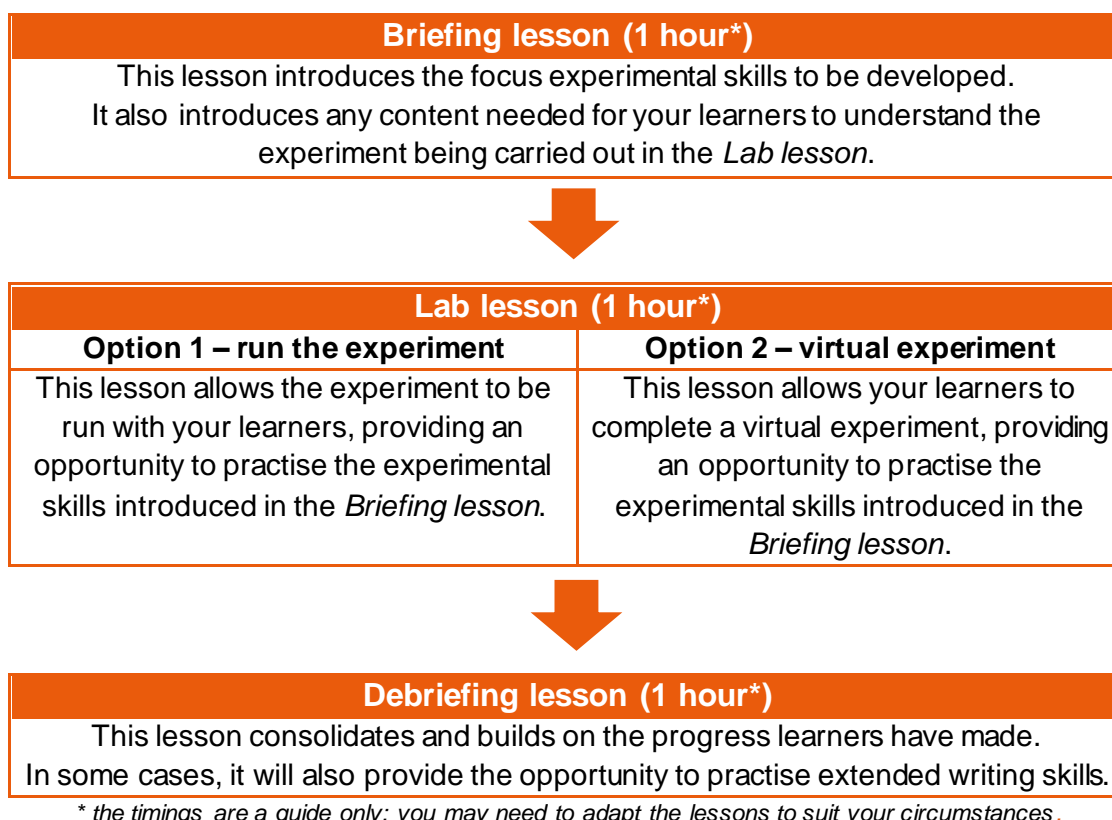 Briefing lesson (1 hour*)
This lesson introduces the focus experimental skills to be developed.
It also introduces any content needed for your learners to understand the
experiment being carried out in the Lab lesson.
Lab lesson (1 hour*)
Option 1 – run the experiment
This lesson allows the experiment to be
run with your learners, providing an
opportunity to practise the experimental
skills introduced in the Briefing lesson.
Option 2 – virtual experiment
This lesson allows your learners to
complete a virtual experiment, providing
an opportunity to practise the
experimental skills introduced in the
Briefing lesson.
Debriefing lesson (1 hour*)
This lesson consolidates and builds on the progress learners have made.
In some cases, it will also provide the opportunity to practise extended writing skills.
* the timings are a guide only; you may need to adapt the lessons to suit your circumstances.